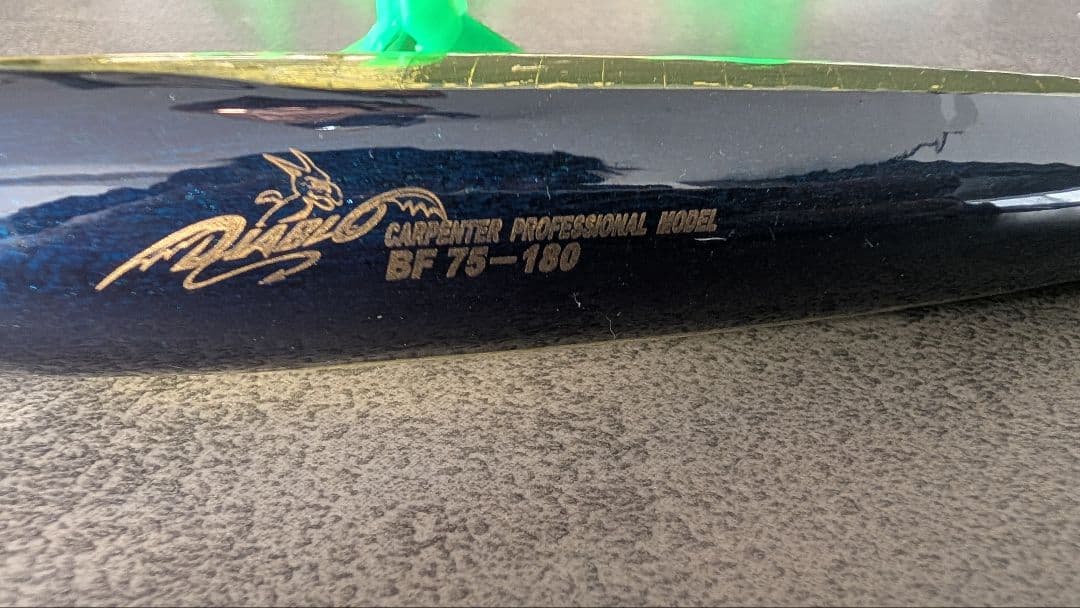 DIABLO
CARPENTER PROFESSIONAL MODEL
BF 75-180